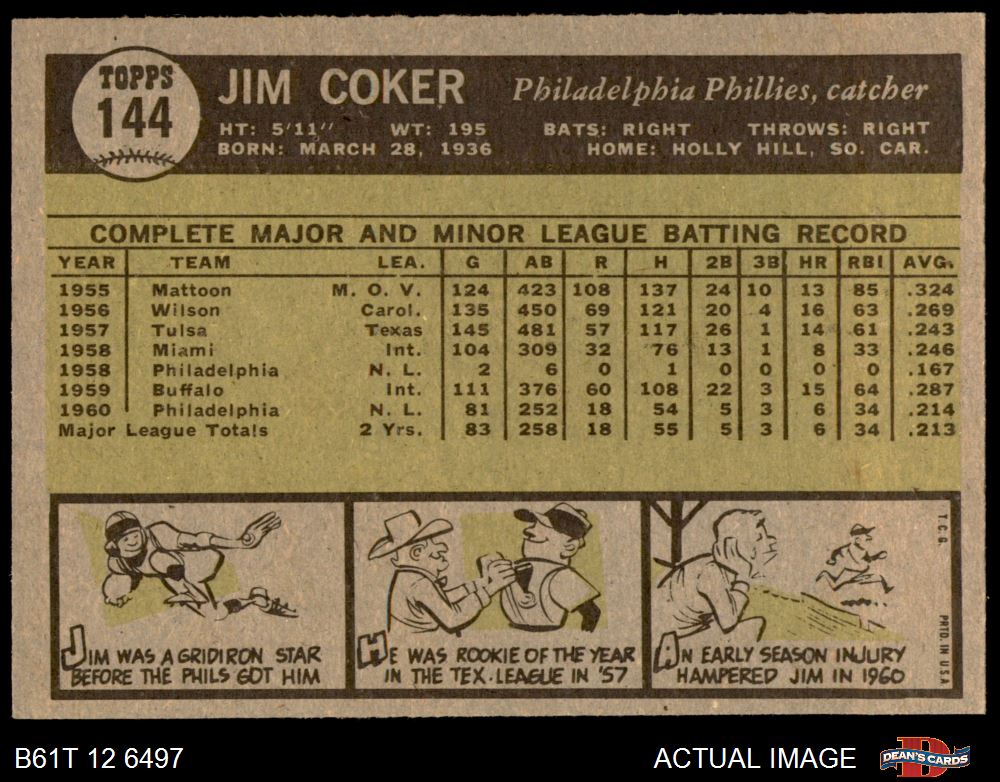 TOPPS
144
JIM COKER Philadelphia Phillies, catcher
HT: 5'11" WT: 195 BATS: RIGHT THROWS: RIGHT
BORN: MARCH 28, 1936 HOME: HOLLY HILL, SO. CAR.
COMPLETE MAJOR AND MINOR LEAGUE BATTING RECORD
YEAR TEAM LEA. G AB R H 2B 3B HR RBI AVG.
1955 Mattoon M. O. V. 124 423 108 137 24 10 13 85 .324
1956 Wilson Carol. 135 450 69 121 20 4 16 63 .269
1957 Tulsa Texas 145 481 57 117 26 1 14 61 .243
1958 Miami Int. 104 309 32 76 13 1 8 33 .246
1958 Philadelphia N. L. 2 6 0 1 0 0 0 0 .167
1959 Buffalo Int. 111 376 60 108 22 3 15 64 .287
1960 Philadelphia N. L. 81 252 18 54 5 3 6 34 .214
Major League Totals 2 Yrs. 83 258 18 55 5 3 6 34 .213
JIM WAS A GRIDIRON STAR
BEFORE THE PHILS GOT HIM
HE WAS ROOKIE OF THE YEAR
IN THE TEX. LEAGUE IN '57
AN EARLY SEASON INJURY
HAMPERED JIM IN 1960
T.C.G.
PRTD. IN U.S.A.
B61T 12 6497
ACTUAL IMAGE
D
DEAN'S CARDS